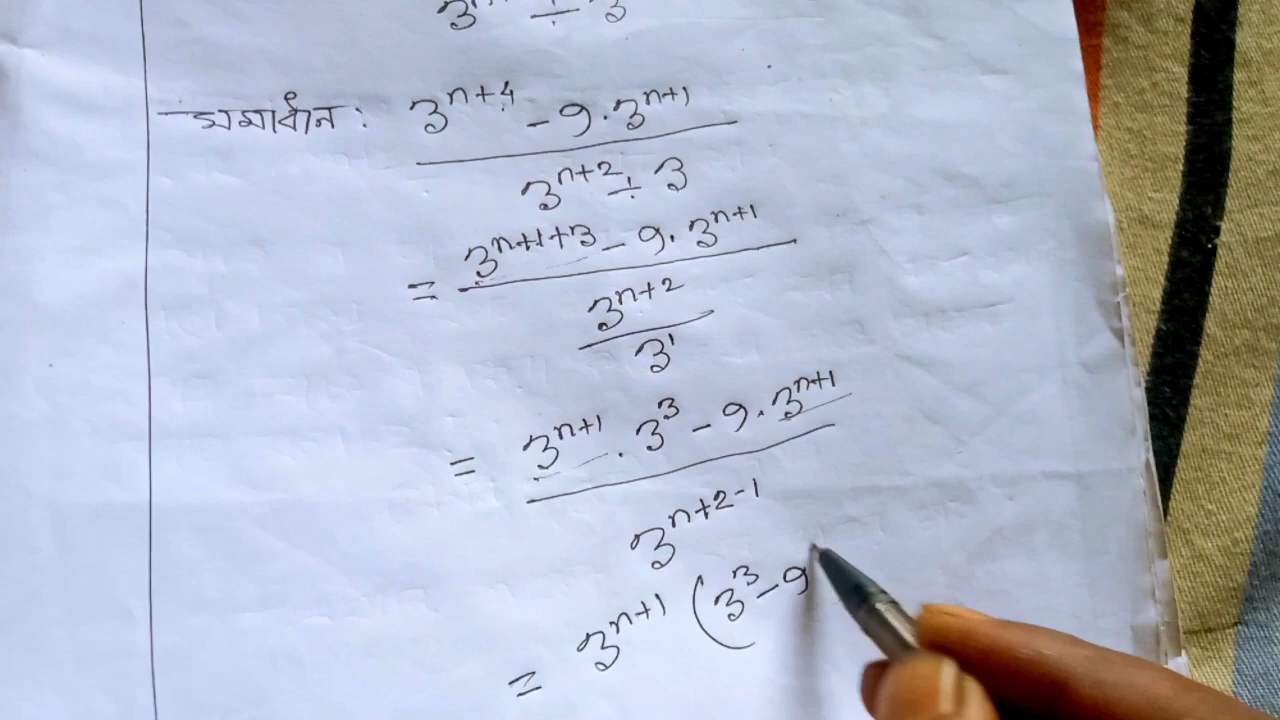 সমাধান: 3^{n+4} - 9·3^{n+1}
3^{n+2} ÷ 3
= 3^{n+1+3} - 9·3^{n+1}
3^{n+2}
3^1
= 3^{n+1} · 3^3 - 9·3^{n+1}
3^{n+2-1}
= 3^{n+1} (3^3 - 9